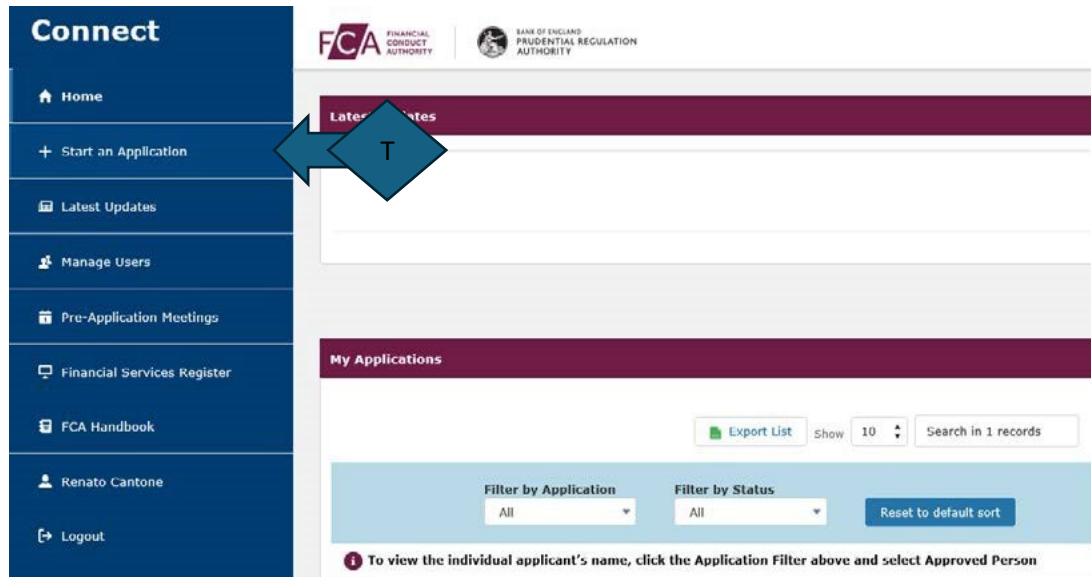 Connect
Home
Start an Application
Latest Updates
Manage Users
Pre-Application Meetings
Financial Services Register
FCA Handbook
Renato Cantone
Logout
FCA FINANCIAL
CONDUCT
AUTHORITY
BANK OF ENGLAND
PRUDENTIAL REGULATION
AUTHORITY
Latest
T
My Applications
Export List Show 10 Search in 1 records
Filter by Application Filter by Status
All All Reset to default sort
To view the individual applicant's name, click the Application Filter above and select Approved Person